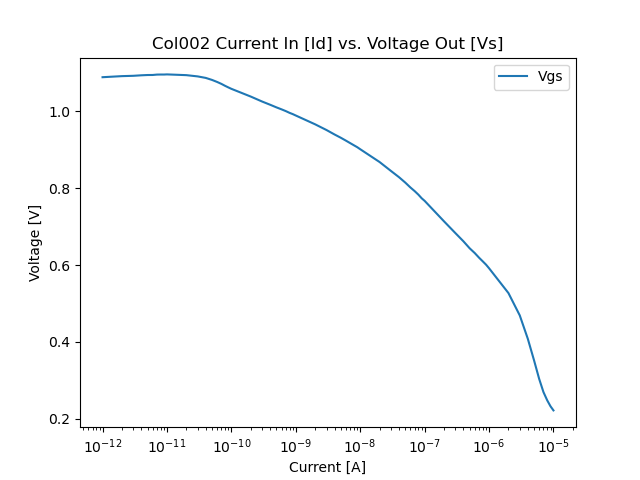 Col002 Current In [Id] vs. Voltage Out [Vs]
Vgs
1.0
0.8
0.6
0.4
0.2
Voltage [V]
10⁻¹² 10⁻¹¹ 10⁻¹⁰ 10⁻⁹ 10⁻⁸ 10⁻⁷ 10⁻⁶ 10⁻⁵
Current [A]